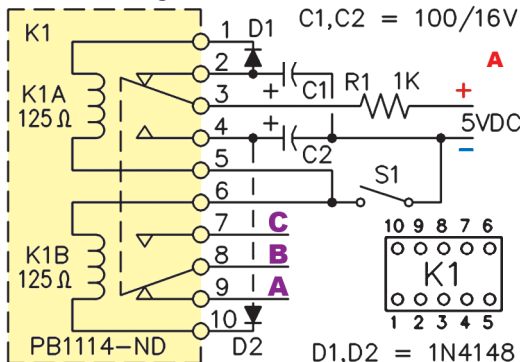 K1
1
D1
C1,C2 = 100/16V
2
R1
1K
A
K1A
125Ω
3
+
C1
+
4
+
C2
5VDC
−
5
6
S1
7
C
10 9 8 7 6
K1B
125Ω
8
B
K1
9
A
1 2 3 4 5
10
PB1114-ND
D2
D1,D2 = 1N4148